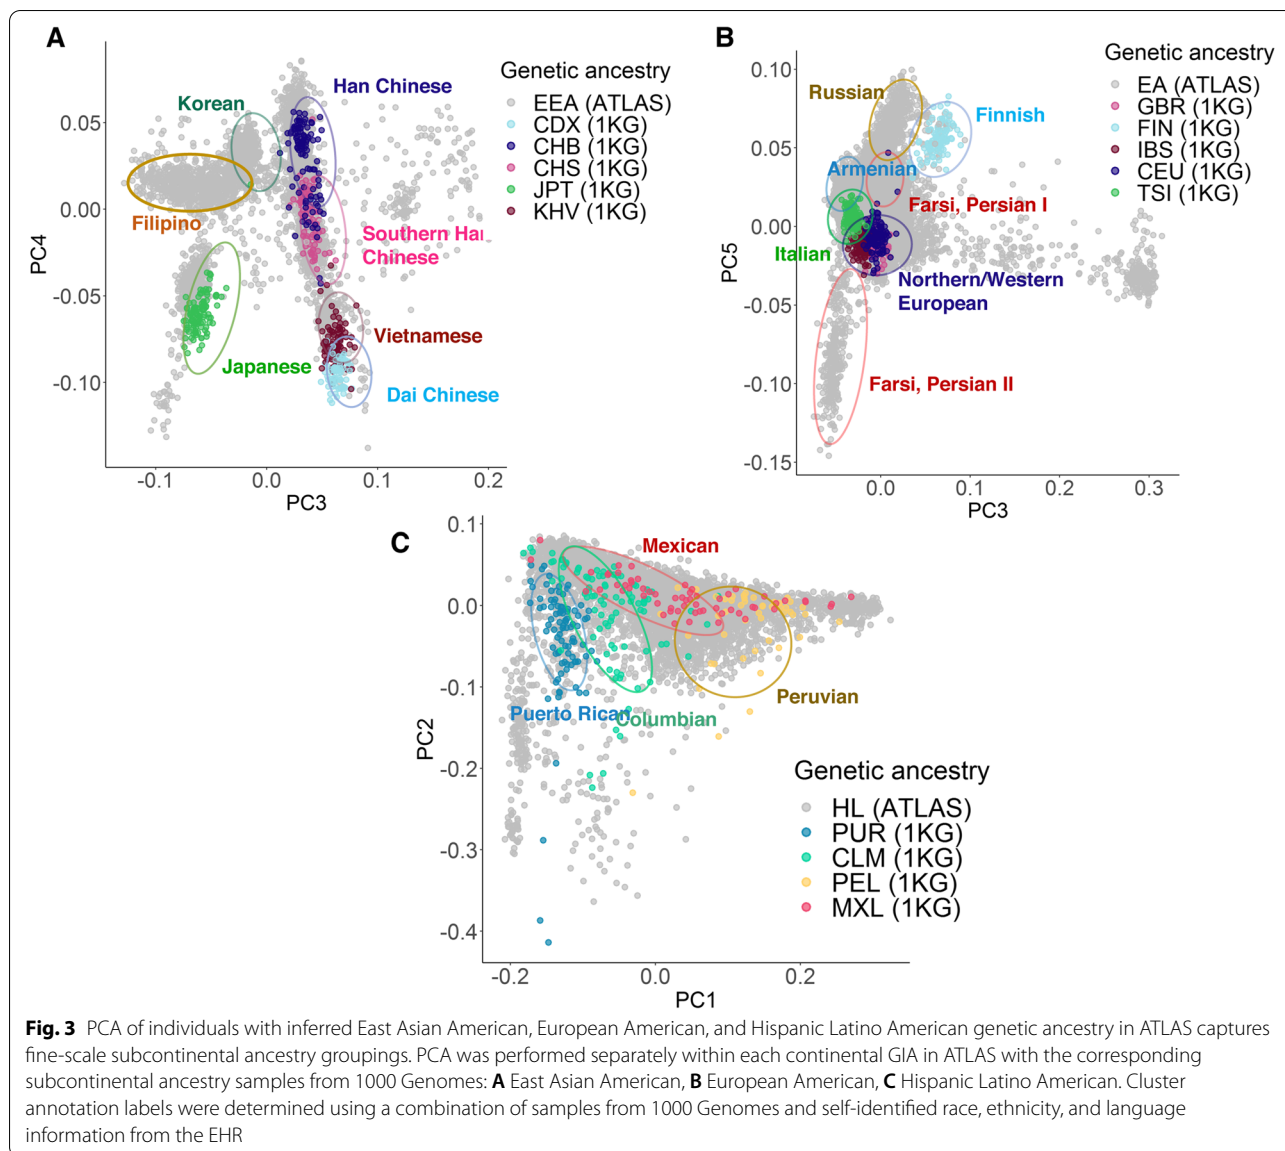 A
Genetic ancestry
EEA (ATLAS)
CDX (1KG)
CHB (1KG)
CHS (1KG)
JPT (1KG)
KHV (1KG)
Han Chinese
Korean
Filipino
Southern Han
Chinese
Japanese
Vietnamese
Dai Chinese
0.05
0.00
-0.05
-0.10
PC4
-0.1
0.0
0.1
0.2
PC3
B
Genetic ancestry
EA (ATLAS)
GBR (1KG)
FIN (1KG)
IBS (1KG)
CEU (1KG)
TSI (1KG)
Russian
Finnish
Armenian
Farsi, Persian I
Italian
Northern/Western
European
Farsi, Persian II
0.10
0.05
0.00
-0.05
-0.10
-0.15
PC5
0.0
0.1
0.2
0.3
PC3
C
Mexican
Peruvian
Puerto Rican
Columbian
Genetic ancestry
HL (ATLAS)
PUR (1KG)
CLM (1KG)
PEL (1KG)
MXL (1KG)
0.1
0.0
-0.1
-0.2
-0.3
-0.4
PC2
-0.2
0.0
0.2
PC1
Fig. 3 PCA of individuals with inferred East Asian American, European American, and Hispanic Latino American genetic ancestry in ATLAS captures
fine-scale subcontinental ancestry groupings. PCA was performed separately within each continental GIA in ATLAS with the corresponding
subcontinental ancestry samples from 1000 Genomes: A East Asian American, B European American, C Hispanic Latino American. Cluster
annotation labels were determined using a combination of samples from 1000 Genomes and self-identified race, ethnicity, and language
information from the EHR